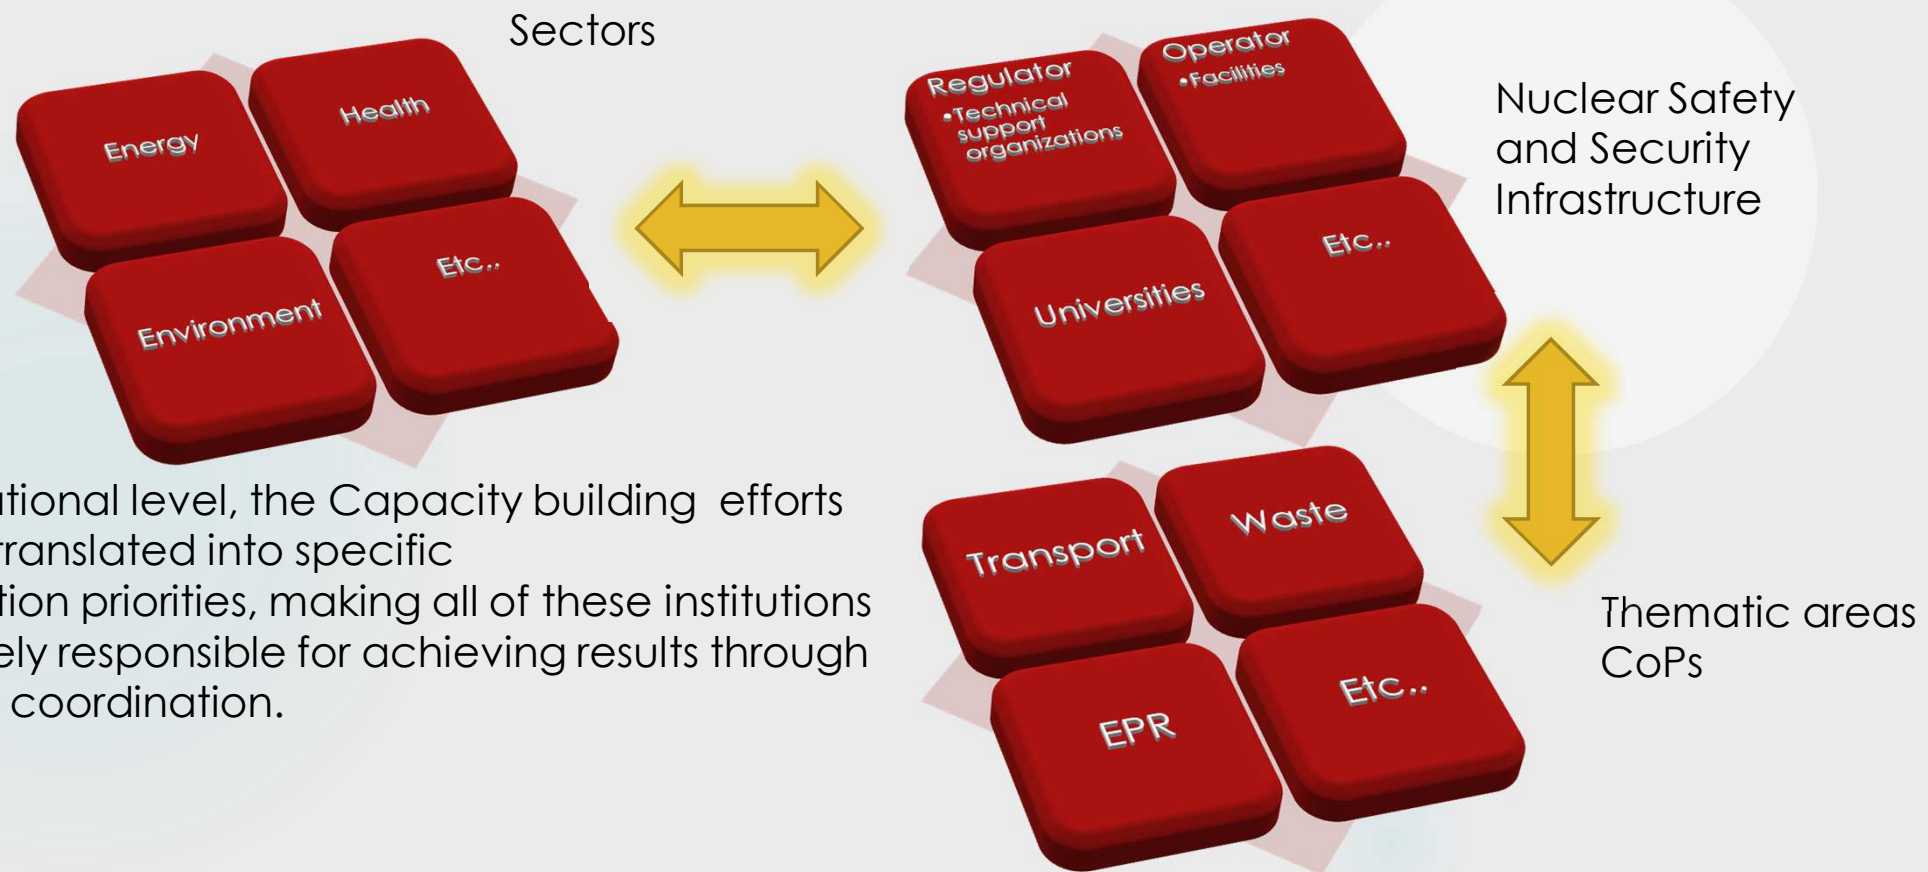 Sectors
Energy
Health
Environment
Etc..
Regulator
•Technical
support
organizations
Operator
•Facilities
Universities
Etc..
Nuclear Safety
and Security
Infrastructure
ational level, the Capacity building efforts
translated into specific
tion priorities, making all of these institutions
ely responsible for achieving results through
coordination.
Transport
Waste
EPR
Etc..
Thematic areas
CoPs